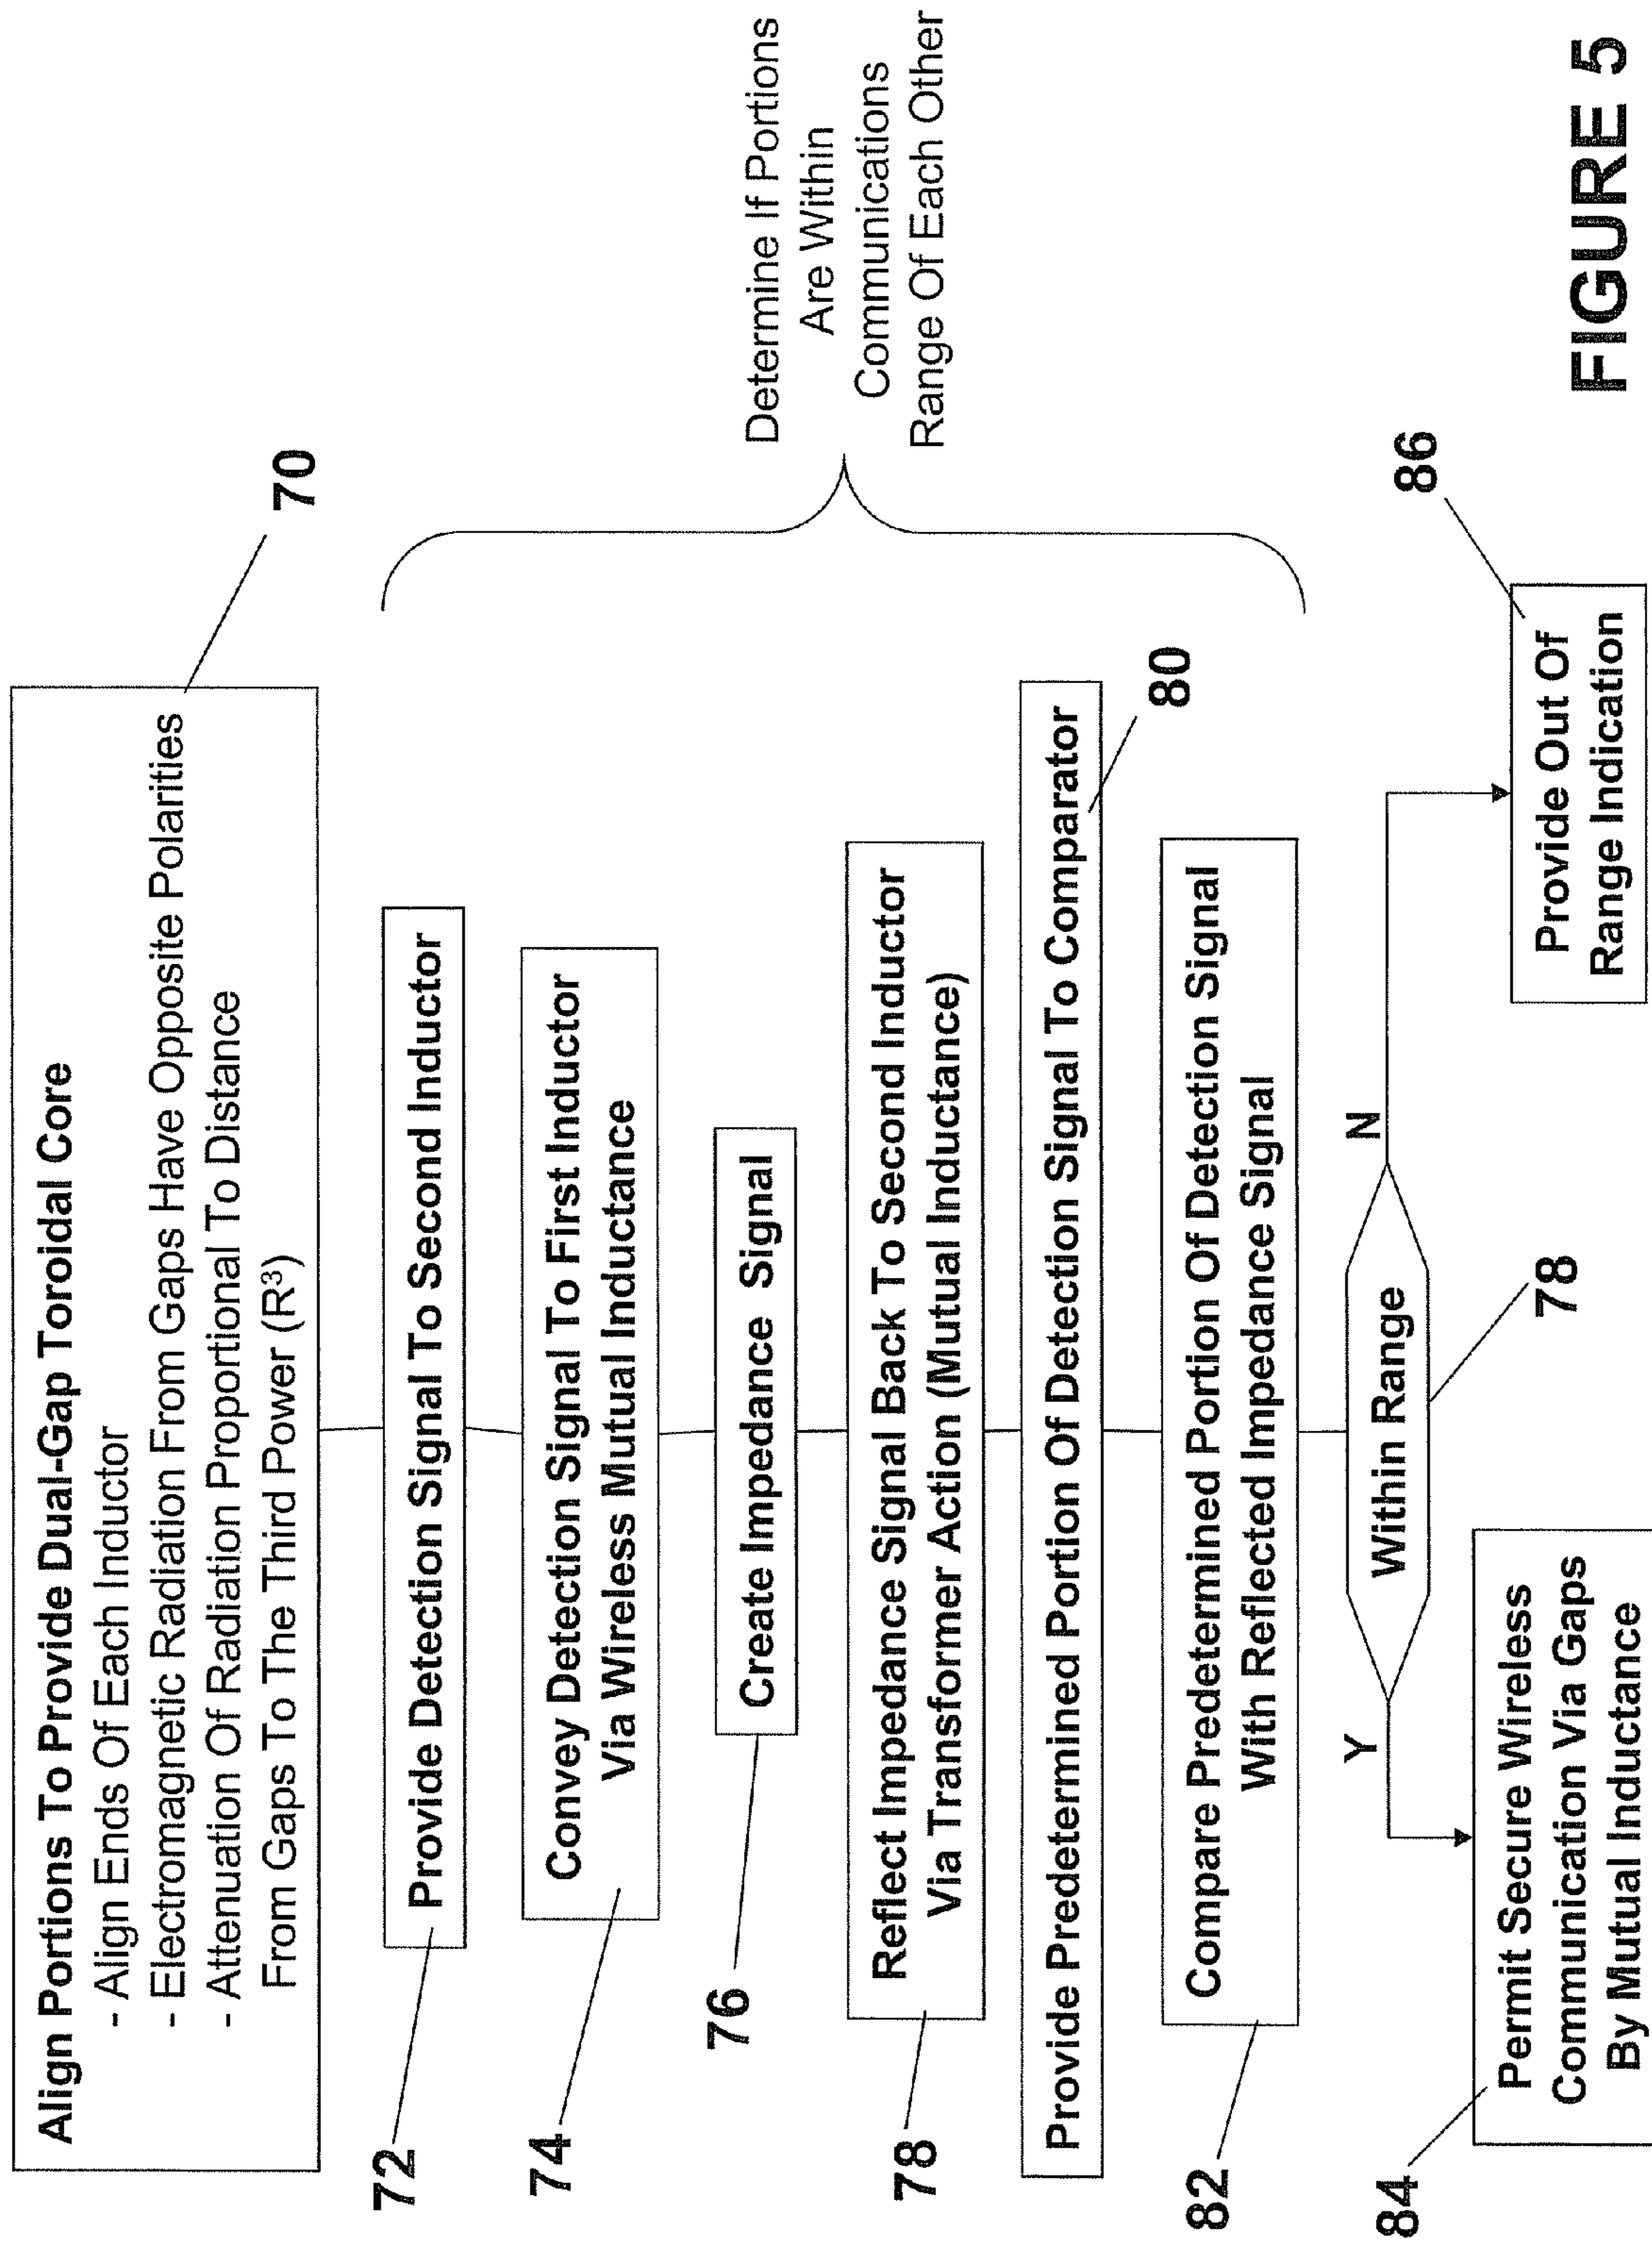 Align Portions To Provide Dual-Gap Toroidal Core
- Align Ends Of Each Inductor
- Electromagnetic Radiation From Gaps Have Opposite Polarities
- Attenuation Of Radiation Proportional To Distance
From Gaps To The Third Power (R³)
70
72
Provide Detection Signal To Second Inductor
74
Convey Detection Signal To First Inductor
Via Wireless Mutual Inductance
76
Create Impedance Signal
78
Reflect Impedance Signal Back To Second Inductor
Via Transformer Action (Mutual Inductance)
Provide Predetermined Portion Of Detection Signal To Comparator
80
82
Compare Predetermined Portion Of Detection Signal
With Reflected Impedance Signal
Determine If Portions
Are Within
Communications
Range Of Each Other
Y
Within Range
N
78
84
Permit Secure Wireless
Communication Via Gaps
By Mutual Inductance
86
Provide Out Of
Range Indication
FIGURE 5